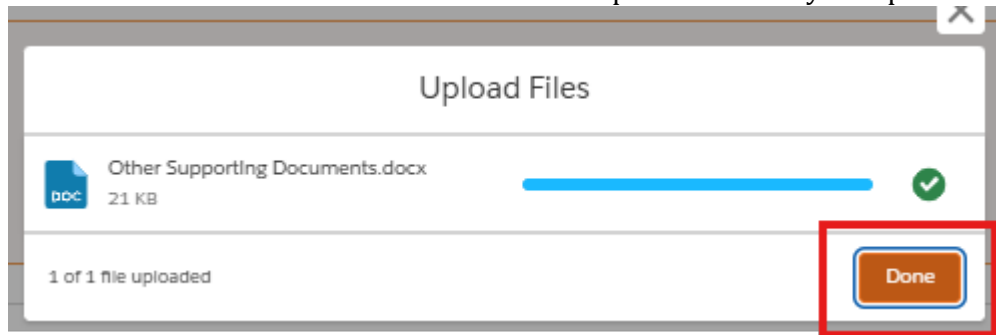 Upload Files
Other Supporting Documents.docx
DOC
21 KB
1 of 1 file uploaded
Done